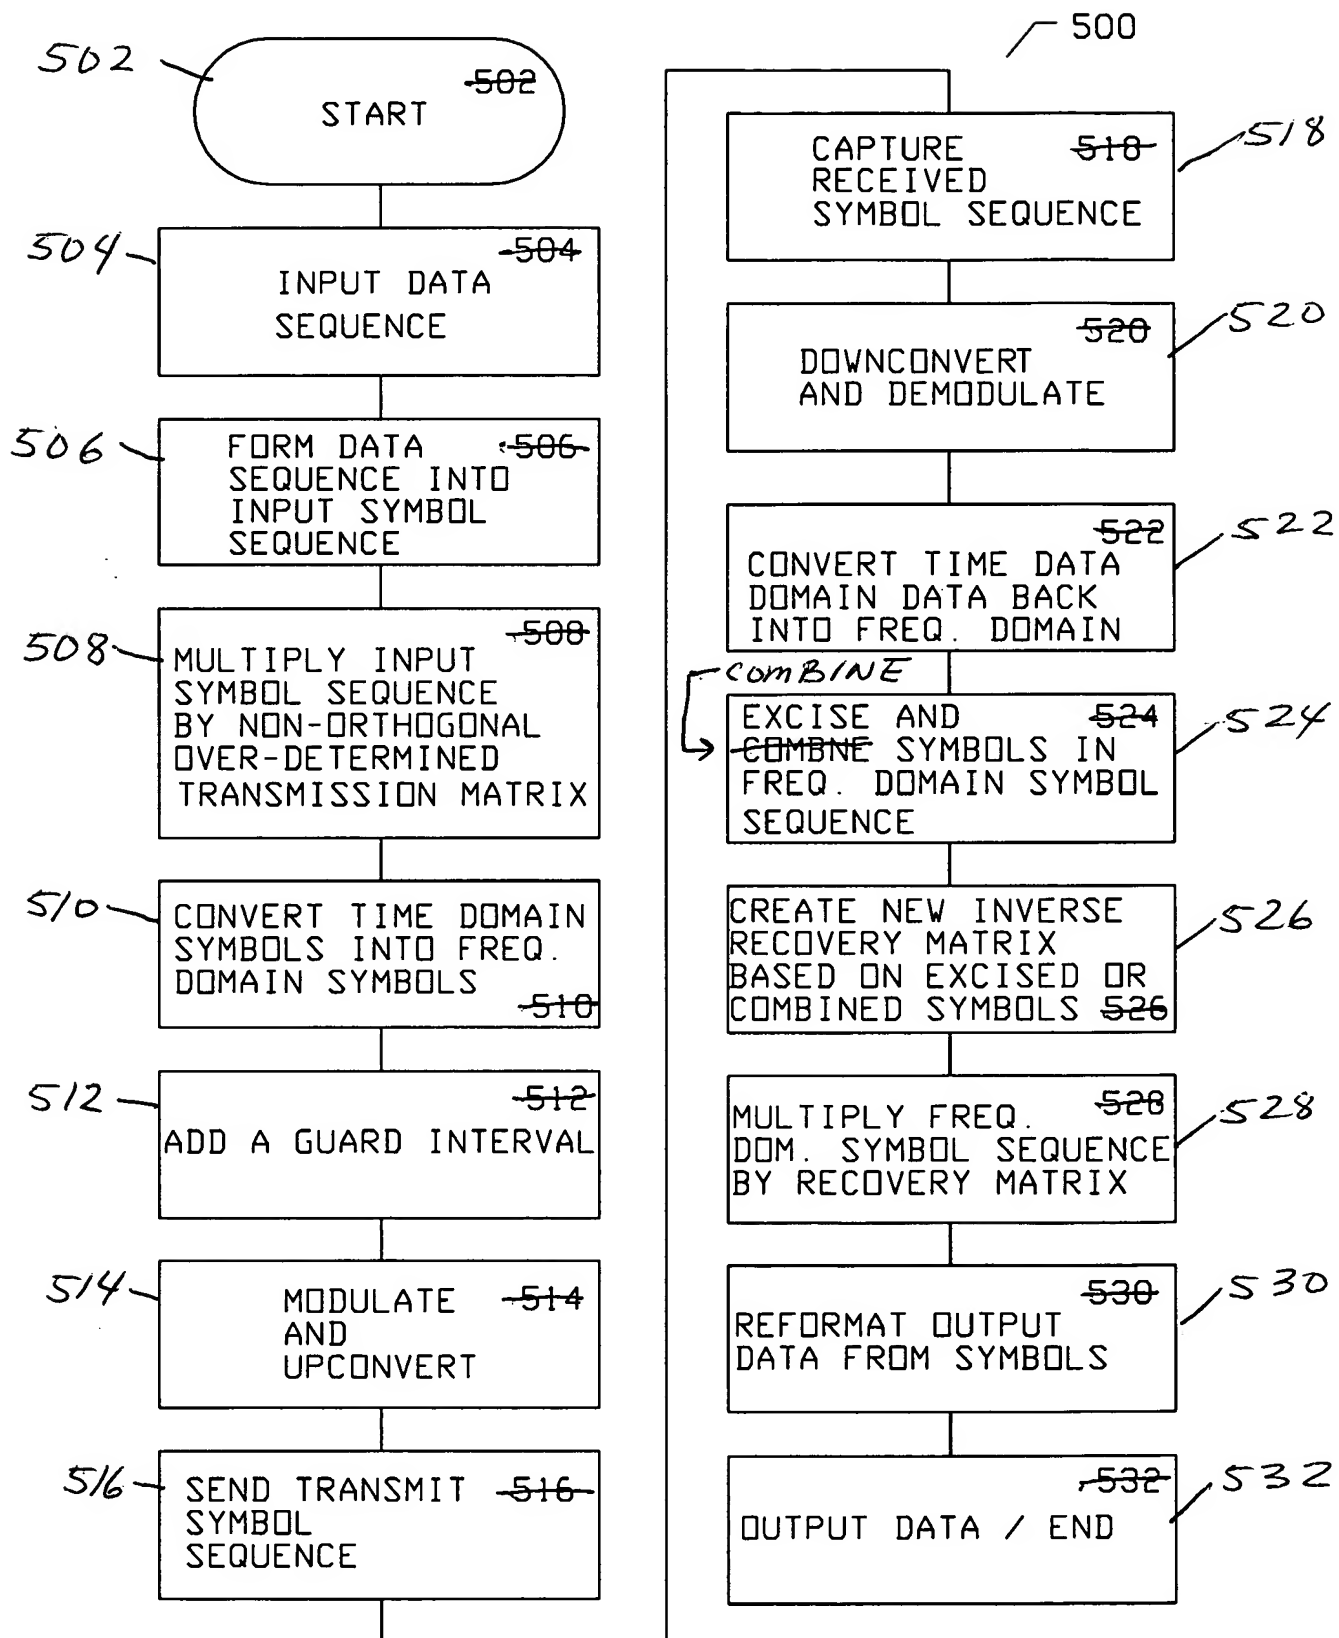 500
502
502
START
504
504
INPUT DATA
SEQUENCE
506
506
FORM DATA
SEQUENCE INTO
INPUT SYMBOL
SEQUENCE
508
508
MULTIPLY INPUT
SYMBOL SEQUENCE
BY NON-ORTHOGONAL
OVER-DETERMINED
TRANSMISSION MATRIX
510
CONVERT TIME DOMAIN
SYMBOLS INTO FREQ.
DOMAIN SYMBOLS
510
512
512
ADD A GUARD INTERVAL
514
MODULATE 514
AND
UPCONVERT
516
SEND TRANSMIT 516
SYMBOL
SEQUENCE
CAPTURE 518
RECEIVED
SYMBOL SEQUENCE
518
520
520
DOWNCONVERT
AND DEMODULATE
522
522
CONVERT TIME DATA
DOMAIN DATA BACK
INTO FREQ. DOMAIN
COMBINE
EXCISE AND 524
COMBNE SYMBOLS IN
FREQ. DOMAIN SYMBOL
SEQUENCE
524
CREATE NEW INVERSE
RECOVERY MATRIX
BASED ON EXCISED OR
COMBINED SYMBOLS 526
526
528
MULTIPLY FREQ.
DOM. SYMBOL SEQUENCE
BY RECOVERY MATRIX
528
530
REFORMAT OUTPUT
DATA FROM SYMBOLS
530
532
OUTPUT DATA / END
532